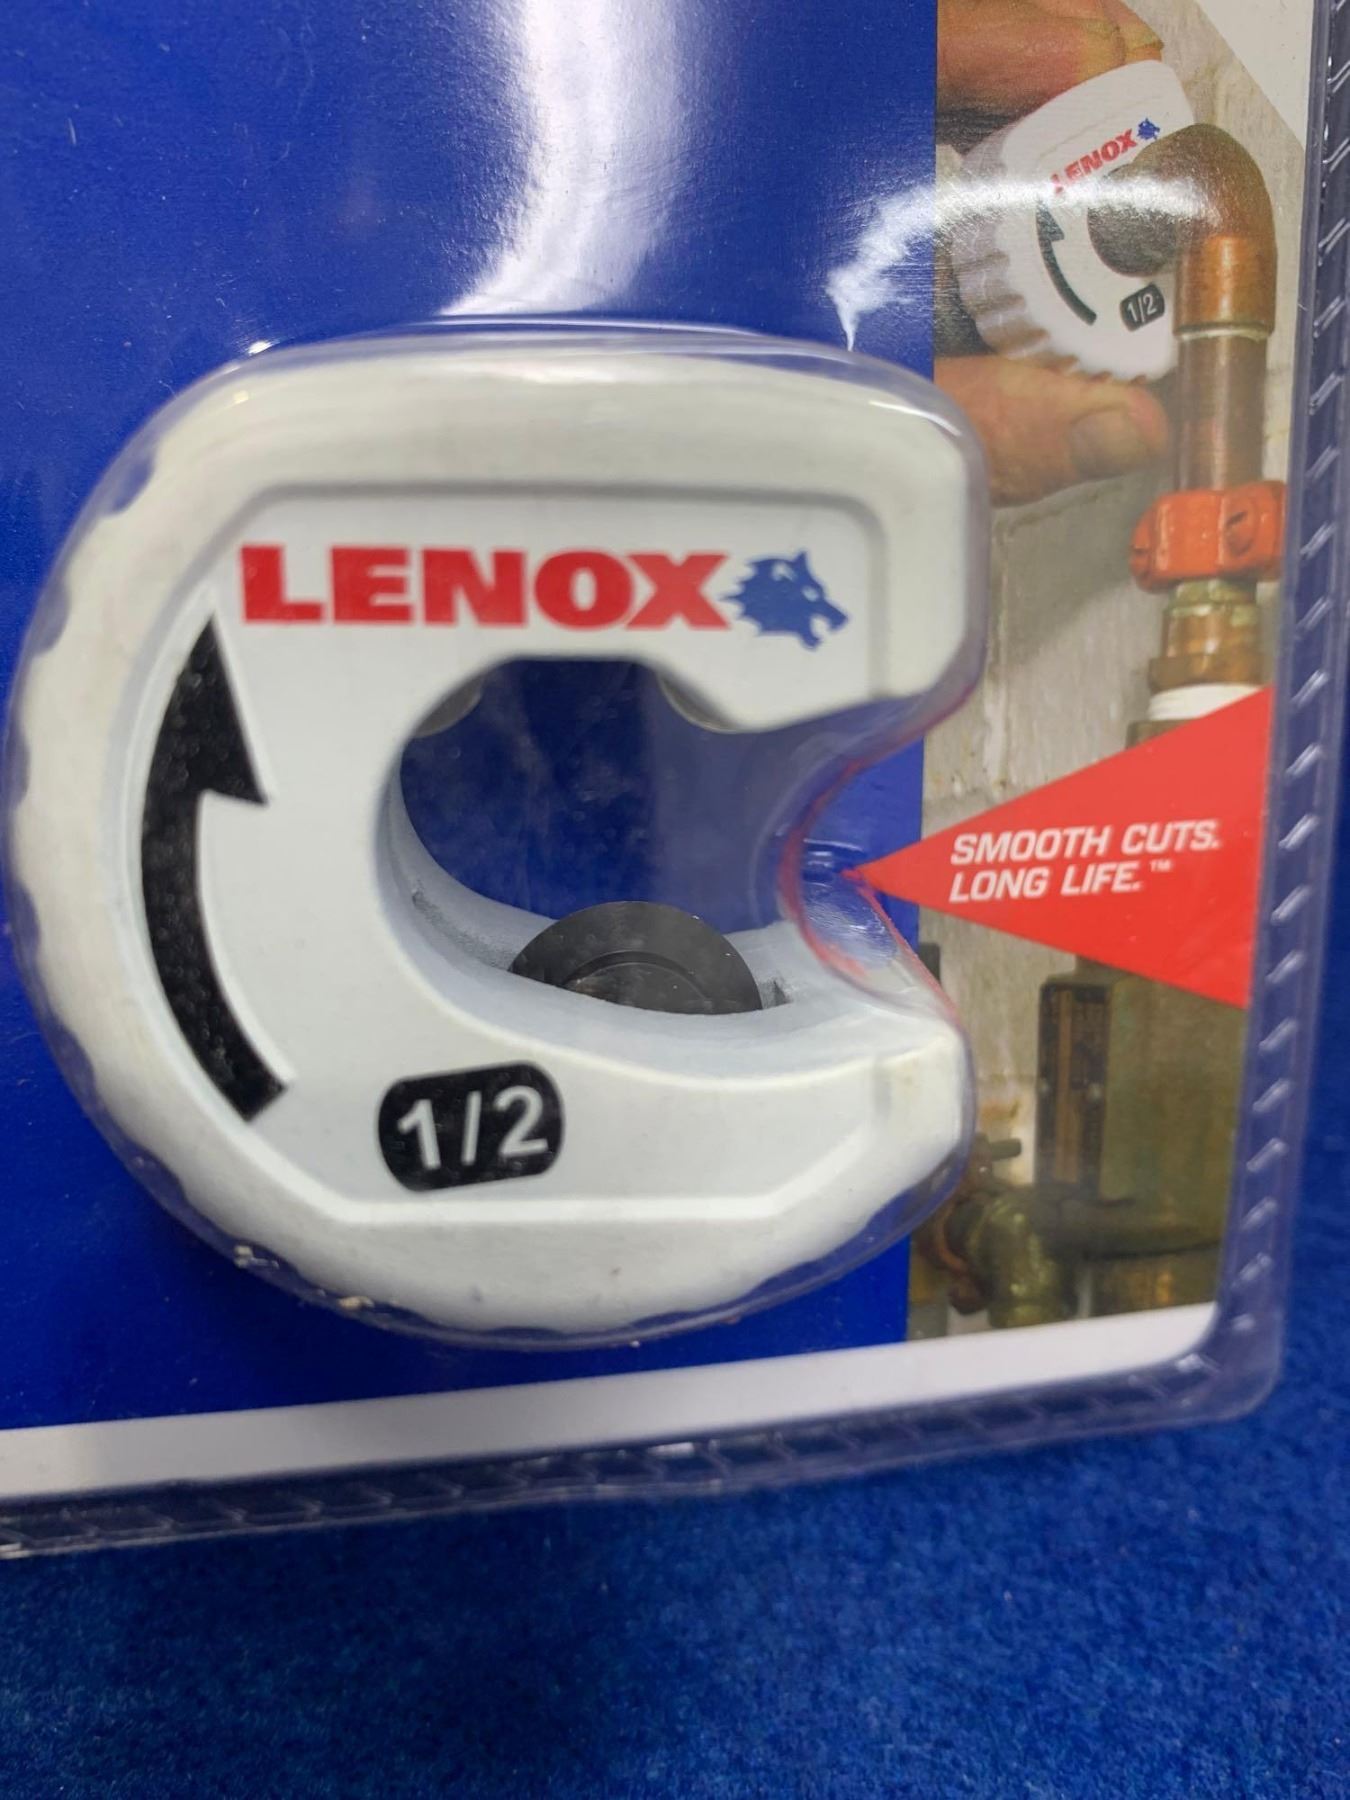 LENOX
1/2
LENOX
SMOOTH CUTS.
LONG LIFE.™
1/2